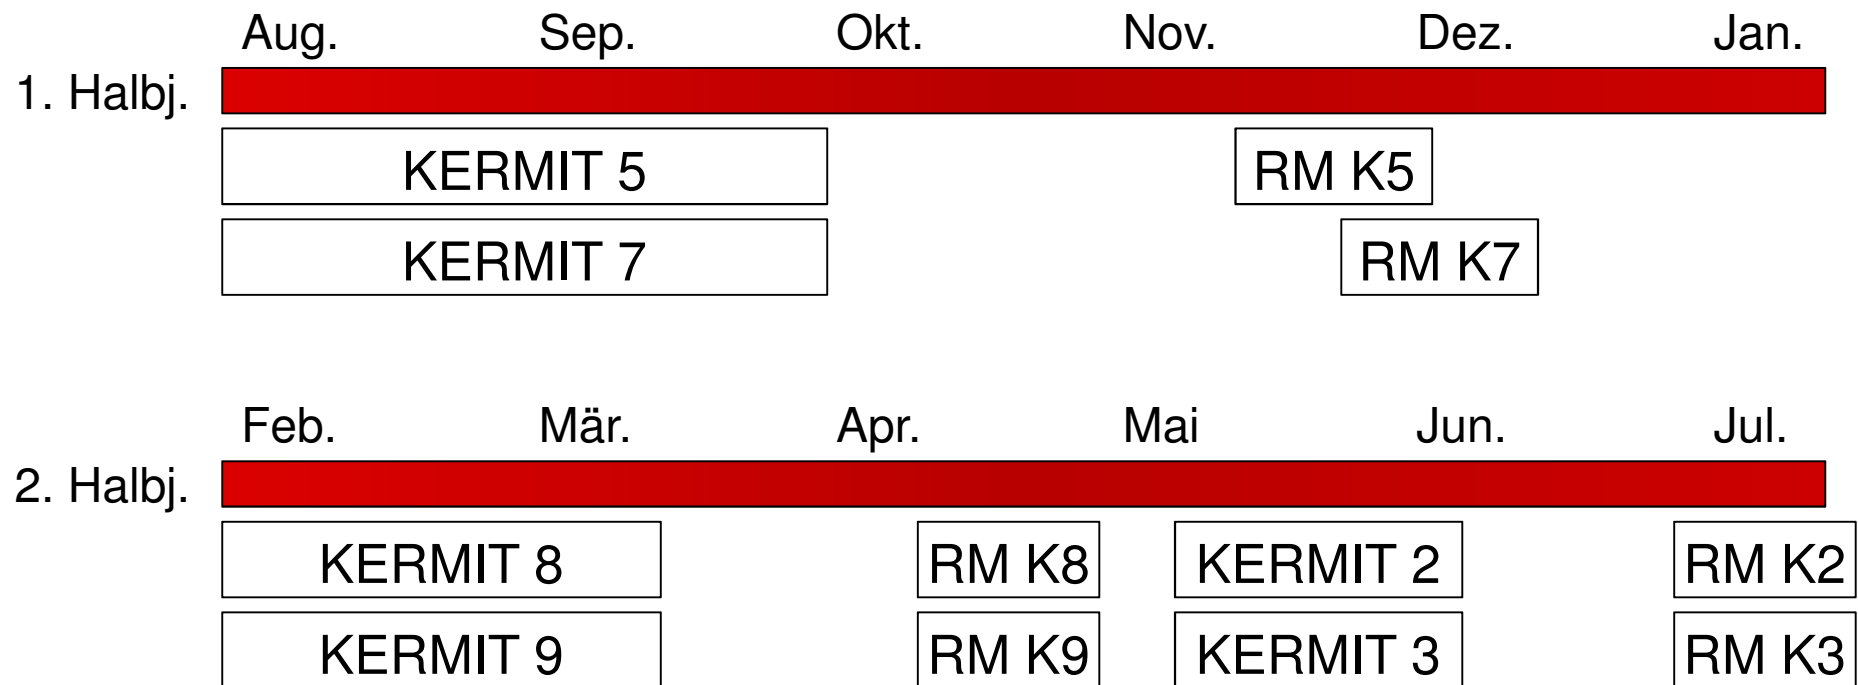 Aug. Sep. Okt. Nov. Dez. Jan.
1. Halbj.
KERMIT 5 RM K5
KERMIT 7 RM K7
Feb. Mär. Apr. Mai Jun. Jul.
2. Halbj.
KERMIT 8 RM K8 KERMIT 2 RM K2
KERMIT 9 RM K9 KERMIT 3 RM K3